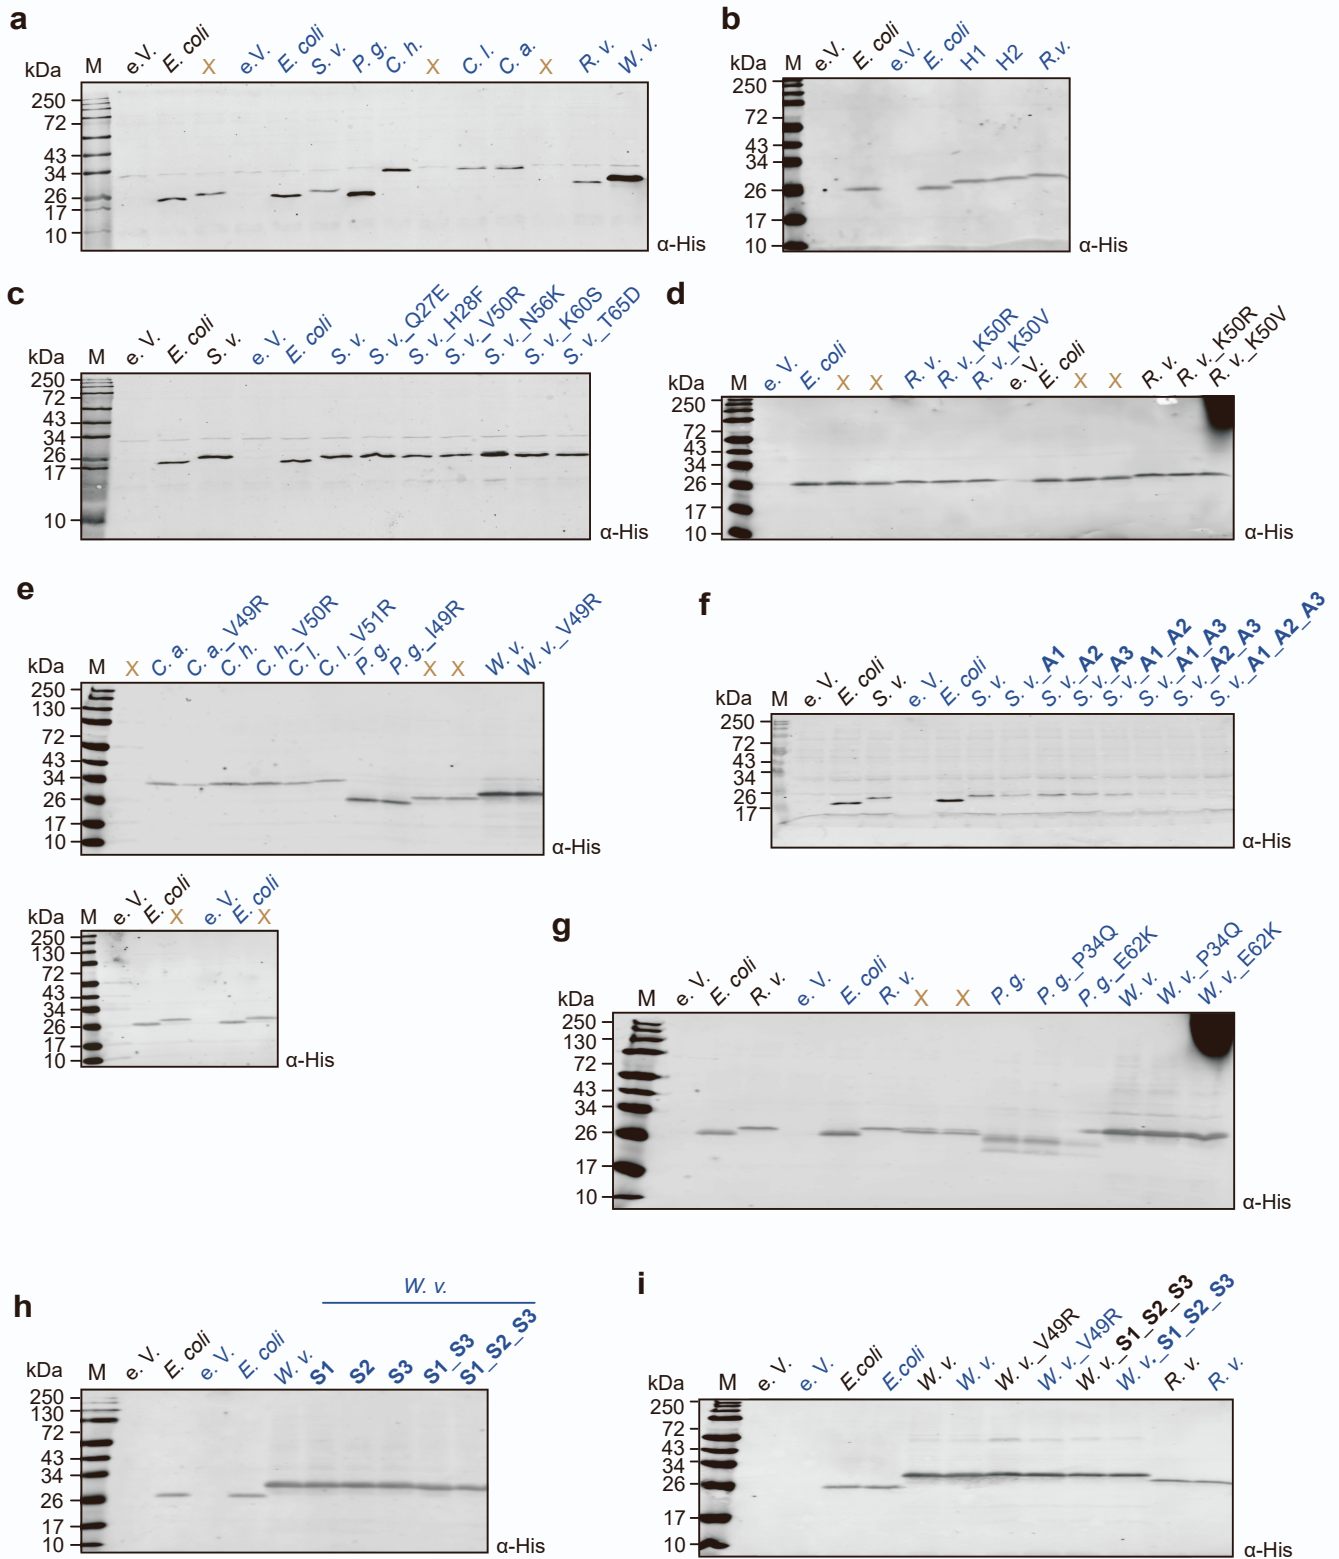 a
kDa M e.V. E. coli X e.V. E. coli S. v. P. g. C. h. X C. l. C. a. X R. v. W. v.
250
72
43
34
26
17
10
α-His
b
kDa M e.V. E. coli e.V. E. coli H1 H2 R.v.
250
72
43
34
26
17
10
α-His
c
kDa M e. V. E. coli S. v. e. V. E. coli S. v. S. v._Q27E S. v._H28F S. v._V50R S. v._N56K S. v._K60S S. v._T65D
250
72
43
34
26
17
10
α-His
d
kDa M e. V. E. coli X X R. v. R. v._K50R R. v._K50V e. V. E. coli X X R. v. R. v._K50R R. v._K50V
250
72
43
34
26
17
10
α-His
e
kDa M X C. a. C. a._V49R C. h. C. h._V50R C. l. C. l._V51R P. g. P. g._I49R X X W. v. W. v._V49R
250
130
72
43
34
26
17
10
α-His
kDa M e. V. E. coli X e. V. E. coli X
250
130
72
43
34
26
17
10
α-His
f
kDa M e. V. E. coli S. v. e. V. E. coli S. v. S. v._A1 S. v._A2 S. v._A3 S. v._A1_A2 S. v._A1_A3 S. v._A2_A3 S. v._A1_A2_A3
250
72
43
34
26
17
α-His
g
kDa M e. V. E. coli R. v. e. V. E. coli R. v. X X P. g. P. g._P34Q P. g._E62K W. v. W. v._P34Q W. v._E62K
250
130
72
43
34
26
17
10
α-His
h
W. v.
kDa M e. V. E. coli e. V. E. coli W. v. S1 S2 S3 S1_S3 S1_S2_S3
250
130
72
43
34
26
17
10
α-His
i
kDa M e. V. e. V. E.coli E.coli W. v. W. v. W. v._V49R W. v._V49R W. v._S1_S2_S3 W. v._S1_S2_S3 R. v. R. v.
250
72
43
34
26
17
10
α-His